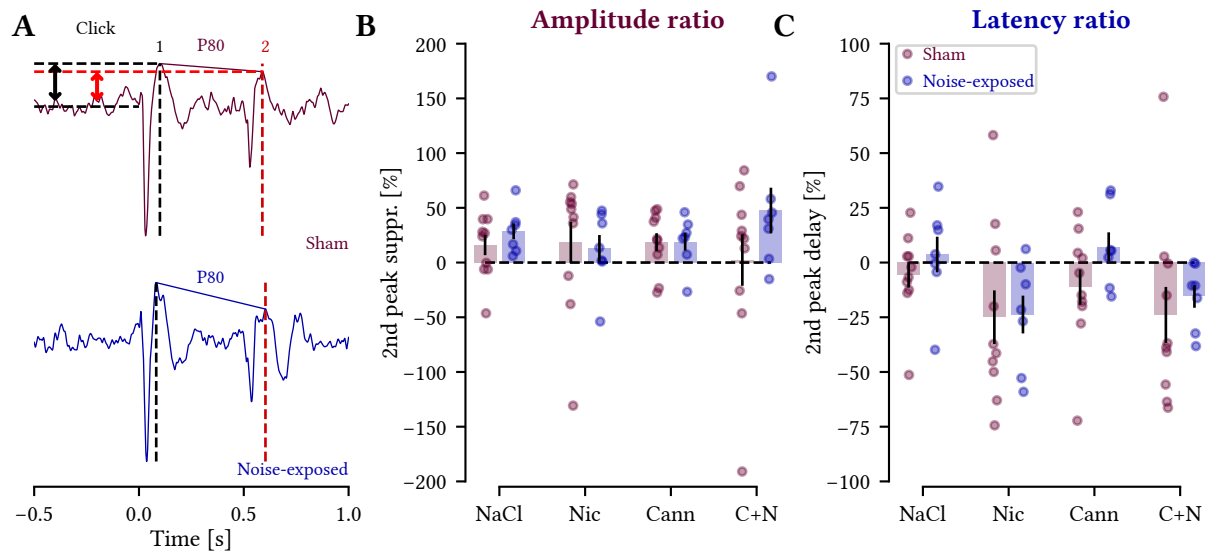 A
Click
1
P80
2
Sham
P80
Noise-exposed
−0.5
0.0
0.5
1.0
Time [s]
B
Amplitude ratio
2nd peak suppr. [%]
200
150
100
50
0
−50
−100
−150
−200
NaCl
Nic
Cann
C+N
C
Latency ratio
Sham
Noise-exposed
2nd peak delay [%]
100
75
50
25
0
−25
−50
−75
−100
NaCl
Nic
Cann
C+N